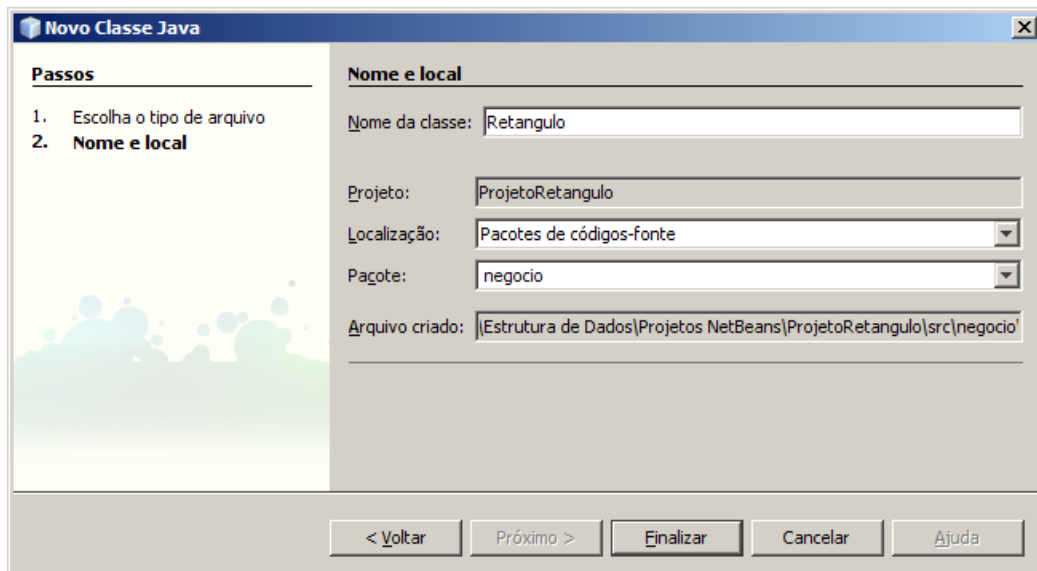 Novo Classe Java
Passos
1. Escolha o tipo de arquivo
2. Nome e local
Nome e local
Nome da classe: Retangulo
Projeto: ProjetoRetangulo
Localização: Pacotes de códigos-fonte
Pacote: negocio
Arquivo criado: \Estrutura de Dados\Projetos NetBeans\ProjetoRetangulo\src\negocio\
< Voltar Próximo > Finalizar Cancelar Ajuda